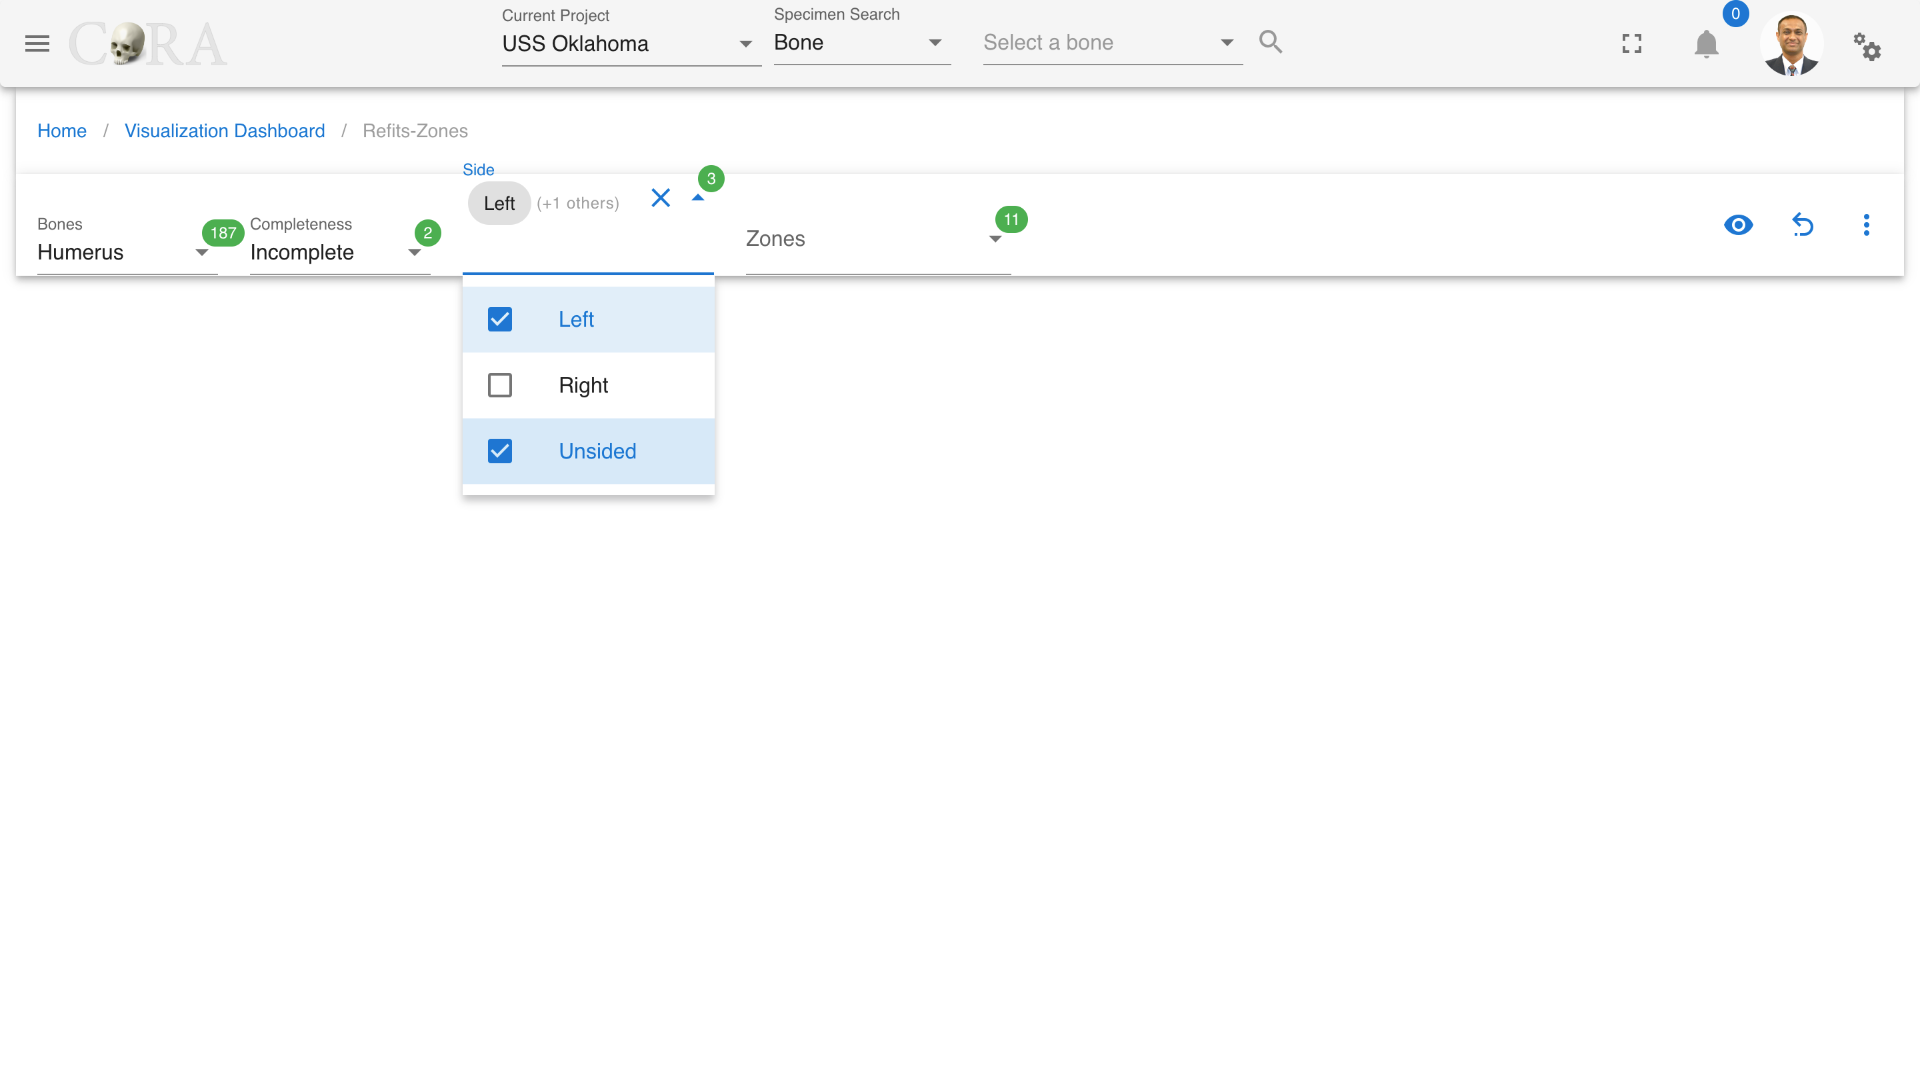 CORA
Current Project
USS Oklahoma
Specimen Search
Bone
Select a bone
0
Home / Visualization Dashboard / Refits-Zones
Bones
Humerus
187
Completeness
Incomplete
2
Side
Left (+1 others)
3
Zones
11
Left
Right
Unsided